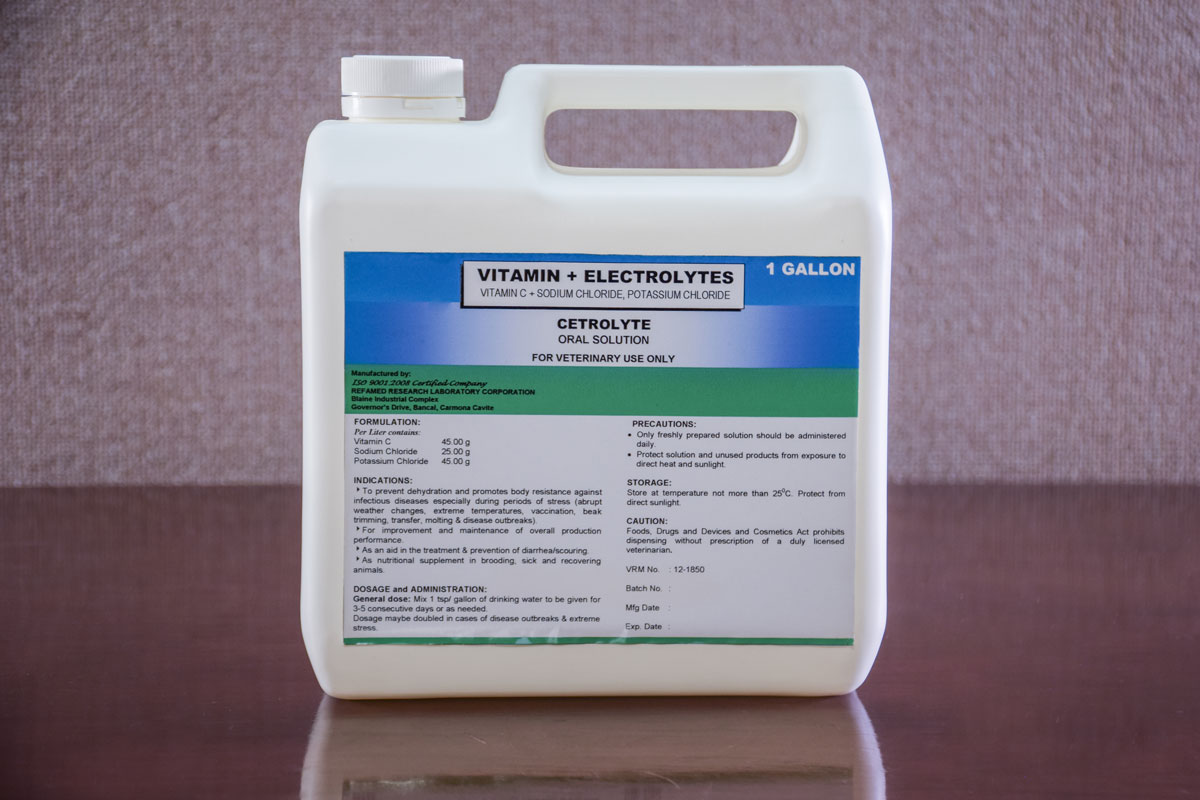 VITAMIN + ELECTROLYTES
VITAMIN C + SODIUM CHLORIDE, POTASSIUM CHLORIDE
1 GALLON
CETROLYTE
ORAL SOLUTION
FOR VETERINARY USE ONLY
Manufactured by:
ISO 9001:2008 Certified Company
REFAMED RESEARCH LABORATORY CORPORATION
Blaine Industrial Complex
Governor's Drive, Bancal, Carmona Cavite
FORMULATION:
Per Liter contains:
Vitamin C 45.00 g
Sodium Chloride 25.00 g
Potassium Chloride 45.00 g
INDICATIONS:
To prevent dehydration and promotes body resistance against
infectious diseases especially during periods of stress (abrupt
weather changes, extreme temperatures, vaccination, beak
trimming, transfer, molting & disease outbreaks).
For improvement and maintenance of overall production
performance.
As an aid in the treatment & prevention of diarrhea/scouring.
As nutritional supplement in brooding, sick and recovering
animals.
DOSAGE and ADMINISTRATION:
General dose: Mix 1 tsp/ gallon of drinking water to be given for
3-5 consecutive days or as needed.
Dosage maybe doubled in cases of disease outbreaks & extreme
stress.
PRECAUTIONS:
• Only freshly prepared solution should be administered
daily.
• Protect solution and unused products from exposure to
direct heat and sunlight.
STORAGE:
Store at temperature not more than 25⁰C. Protect from
direct sunlight.
CAUTION:
Foods, Drugs and Devices and Cosmetics Act prohibits
dispensing without prescription of a duly licensed
veterinarian.
VRM No. : 12-1850
Batch No. :
Mfg Date :
Exp. Date :